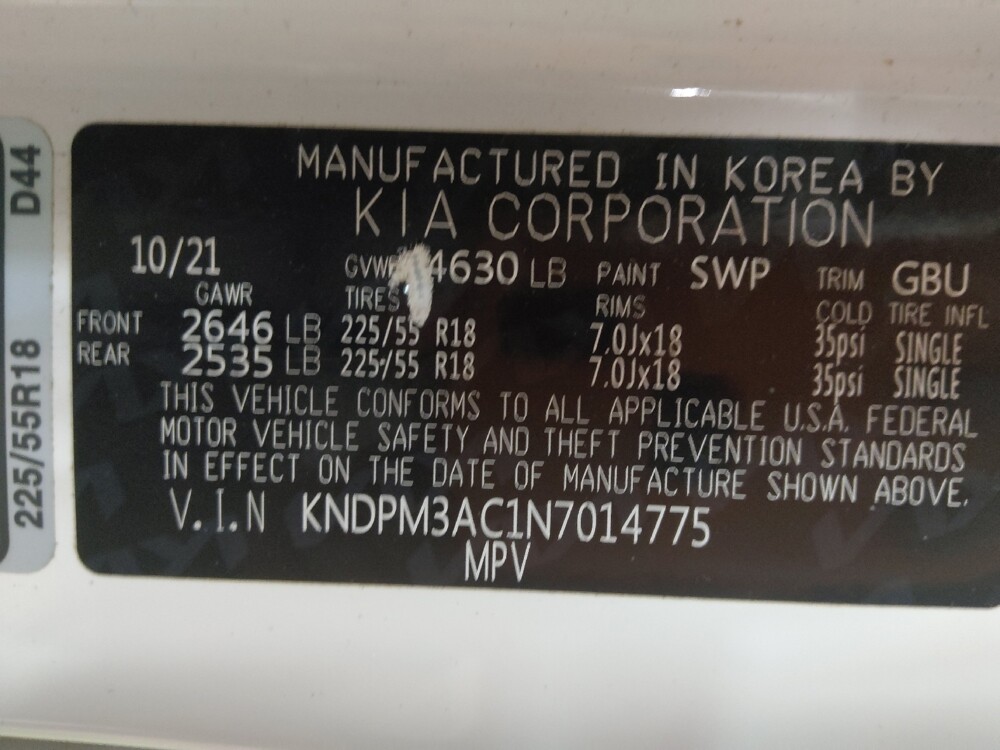 MANUFACTURED IN KOREA BY
KIA CORPORATION
10/21 GVWR 4630 LB PAINT SWP TRIM GBU
GAWR TIRES RIMS COLD TIRE INFL
FRONT 2646 LB 225/55 R18 7.0Jx18 35psi SINGLE
REAR 2535 LB 225/55 R18 7.0Jx18 35psi SINGLE
THIS VEHICLE CONFORMS TO ALL APPLICABLE U.S.A. FEDERAL
MOTOR VEHICLE SAFETY AND THEFT PREVENTION STANDARDS
IN EFFECT ON THE DATE OF MANUFACTURE SHOWN ABOVE.
V.I.N KNDPM3AC1N7014775
MPV
225/55R18 D44